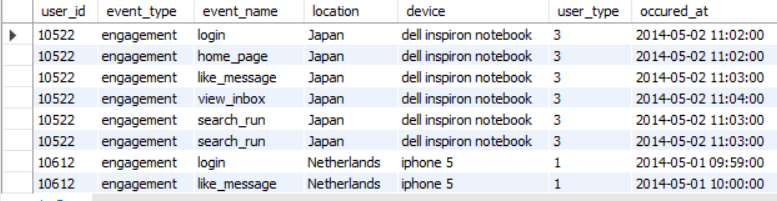 user_id event_type event_name location device user_type occured_at
10522 engagement login Japan dell inspiron notebook 3 2014-05-02 11:02:00
10522 engagement home_page Japan dell inspiron notebook 3 2014-05-02 11:02:00
10522 engagement like_message Japan dell inspiron notebook 3 2014-05-02 11:03:00
10522 engagement view_inbox Japan dell inspiron notebook 3 2014-05-02 11:04:00
10522 engagement search_run Japan dell inspiron notebook 3 2014-05-02 11:03:00
10522 engagement search_run Japan dell inspiron notebook 3 2014-05-02 11:03:00
10612 engagement login Netherlands iphone 5 1 2014-05-01 09:59:00
10612 engagement like_message Netherlands iphone 5 1 2014-05-01 10:00:00